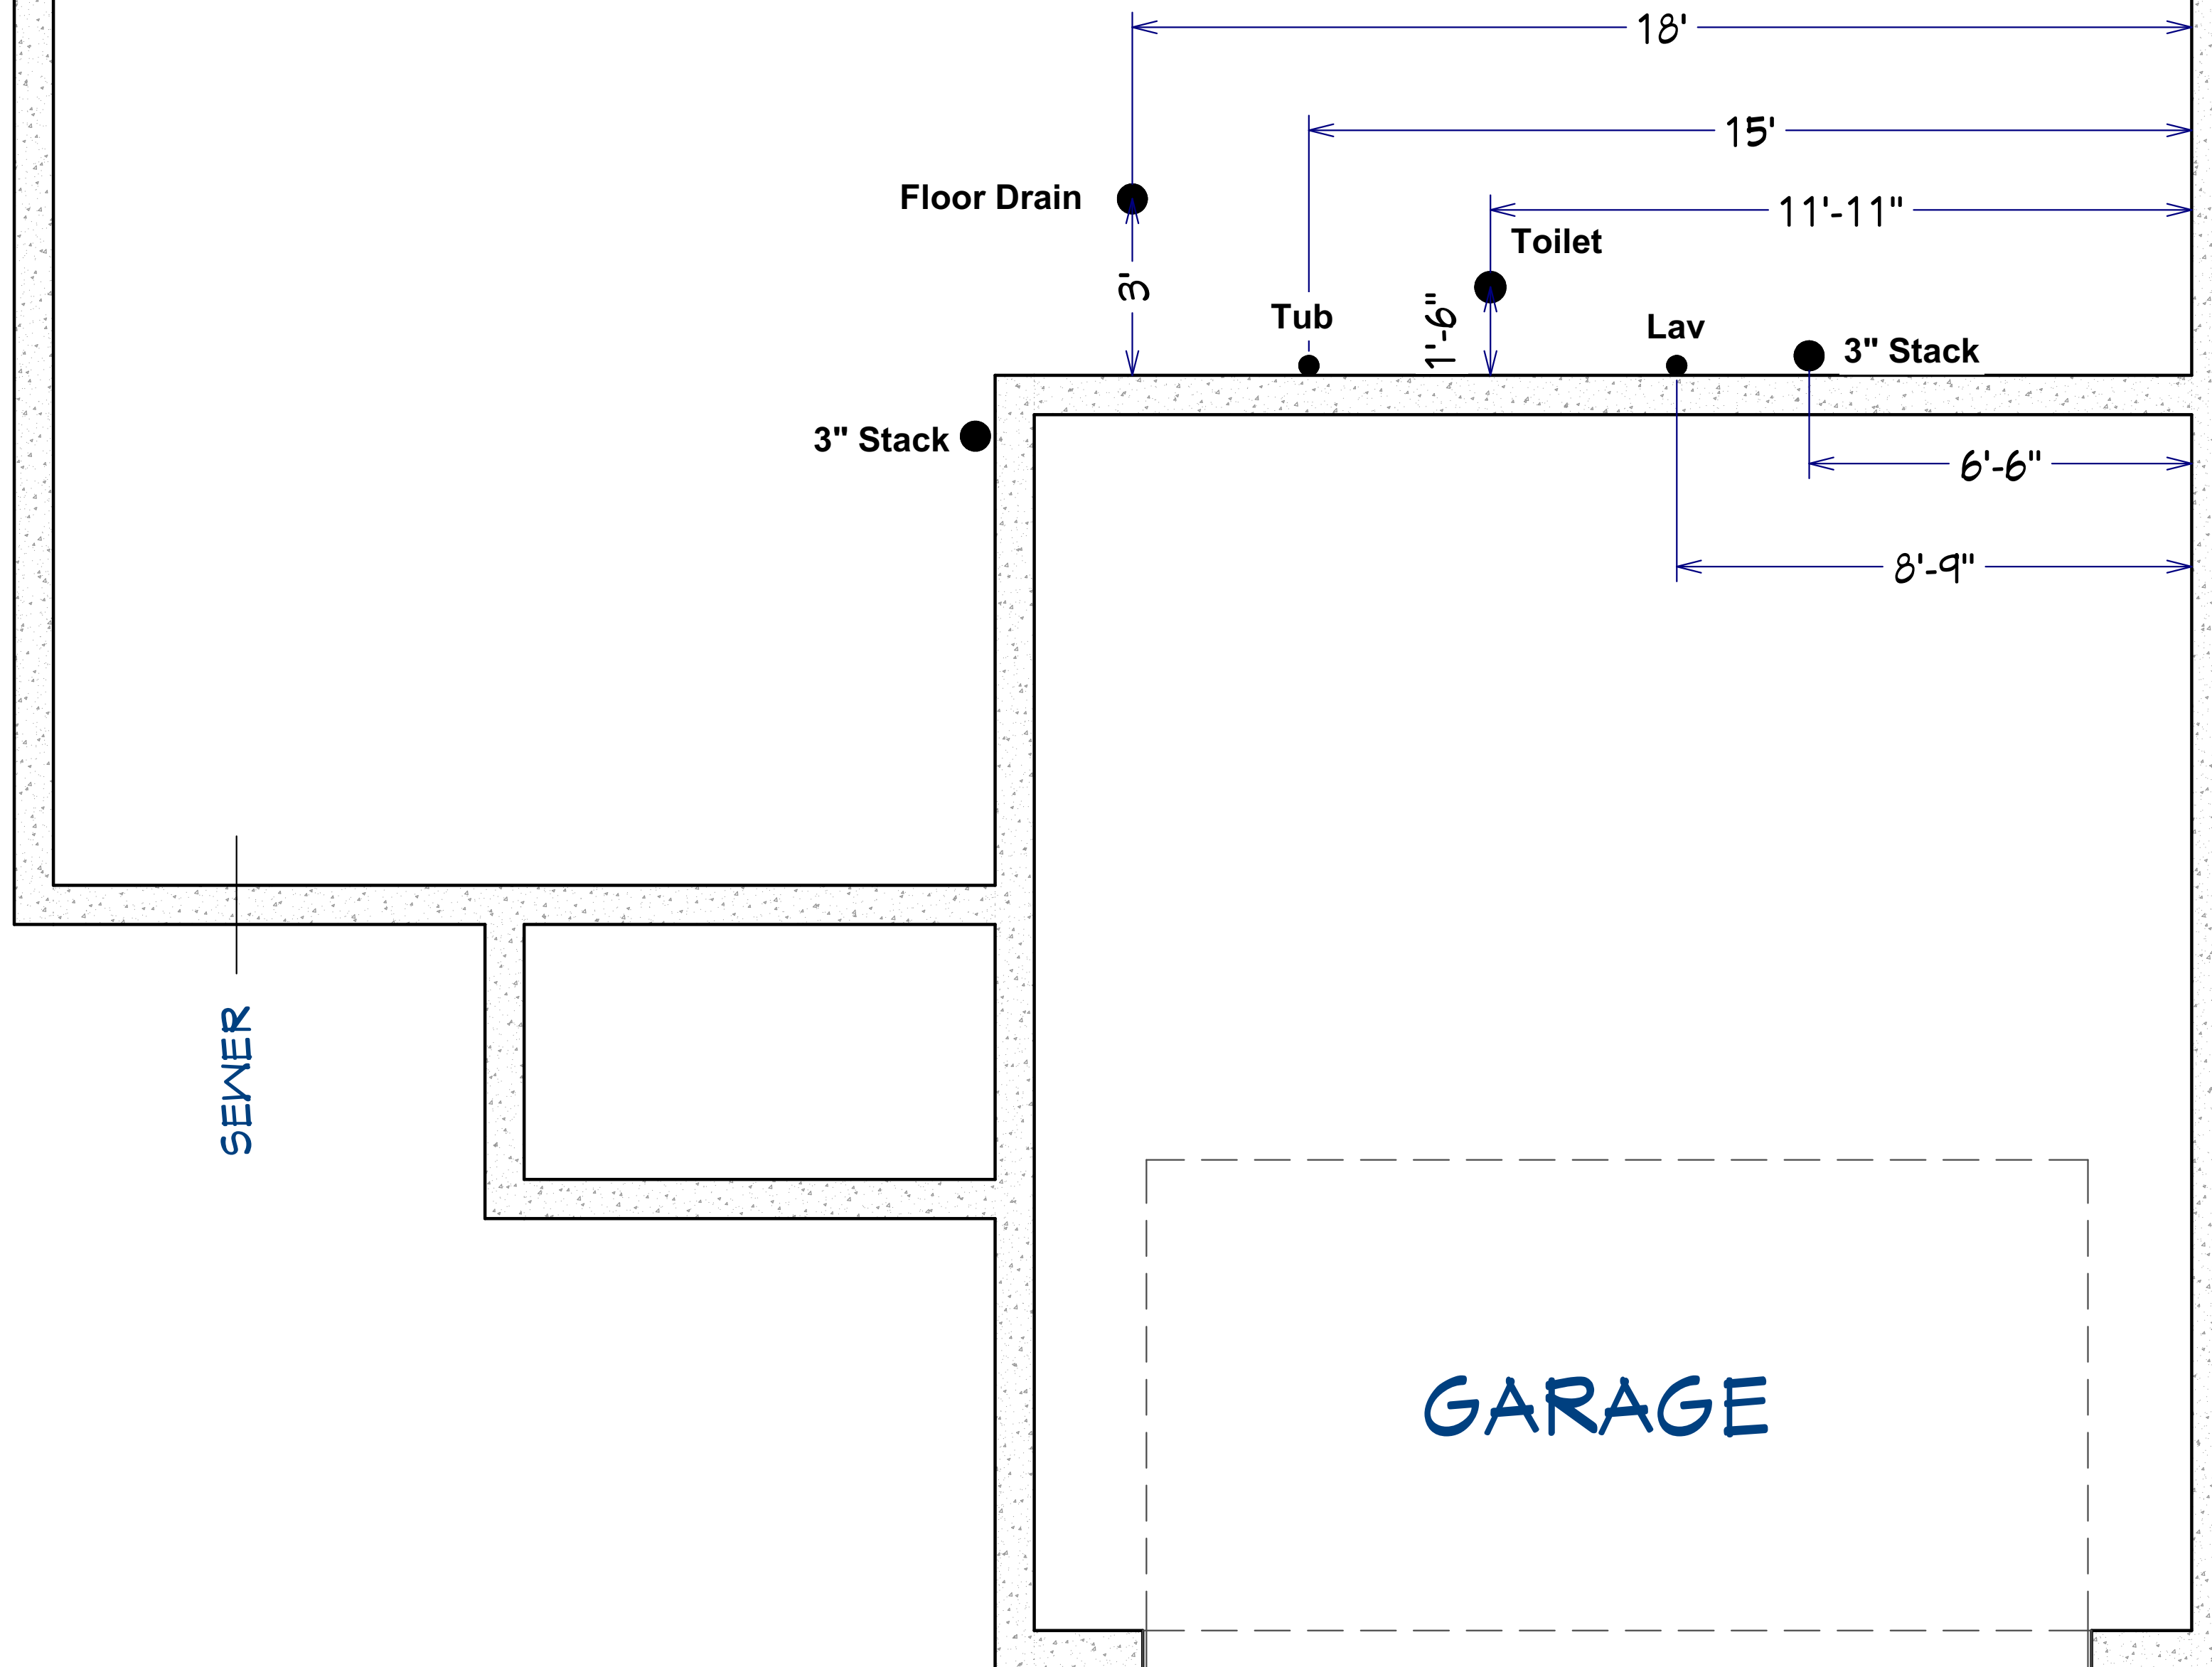 18'
15'
Floor Drain
11'-11"
Toilet
3'
Tub
1'-6"
Lav
3" Stack
3" Stack
6'-6"
8'-9"
SEWER
GARAGE